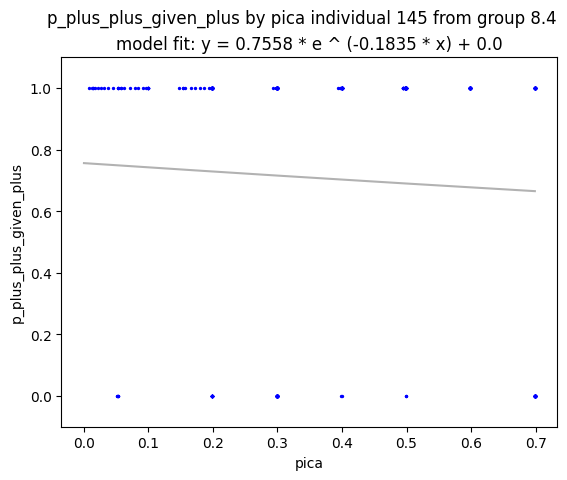 p_plus_plus_given_plus by pica individual 145 from group 8.4
model fit: y = 0.7558 * e ^ (-0.1835 * x) + 0.0
1.0
0.8
0.6
0.4
0.2
0.0
p_plus_plus_given_plus
0.0 0.1 0.2 0.3 0.4 0.5 0.6 0.7
pica